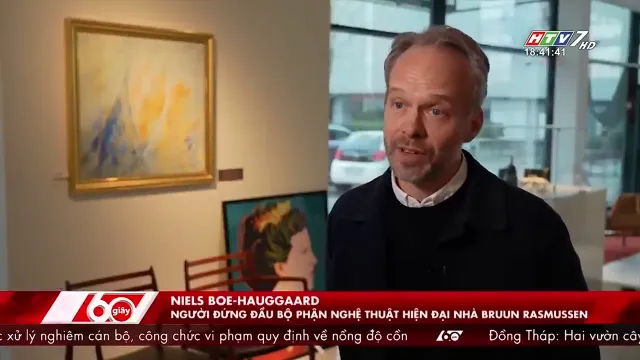 HTV7 HD
18:41:41
60 giây
NIELS BOE-HAUGGAARD
NGƯỜI ĐỨNG ĐẦU BỘ PHẬN NGHỆ THUẬT HIỆN ĐẠI NHÀ BRUUN RASMUSSEN
c xử lý nghiêm cán bộ, công chức vi phạm quy định về nồng độ cồn 60 Đồng Tháp: Hai vườn câ